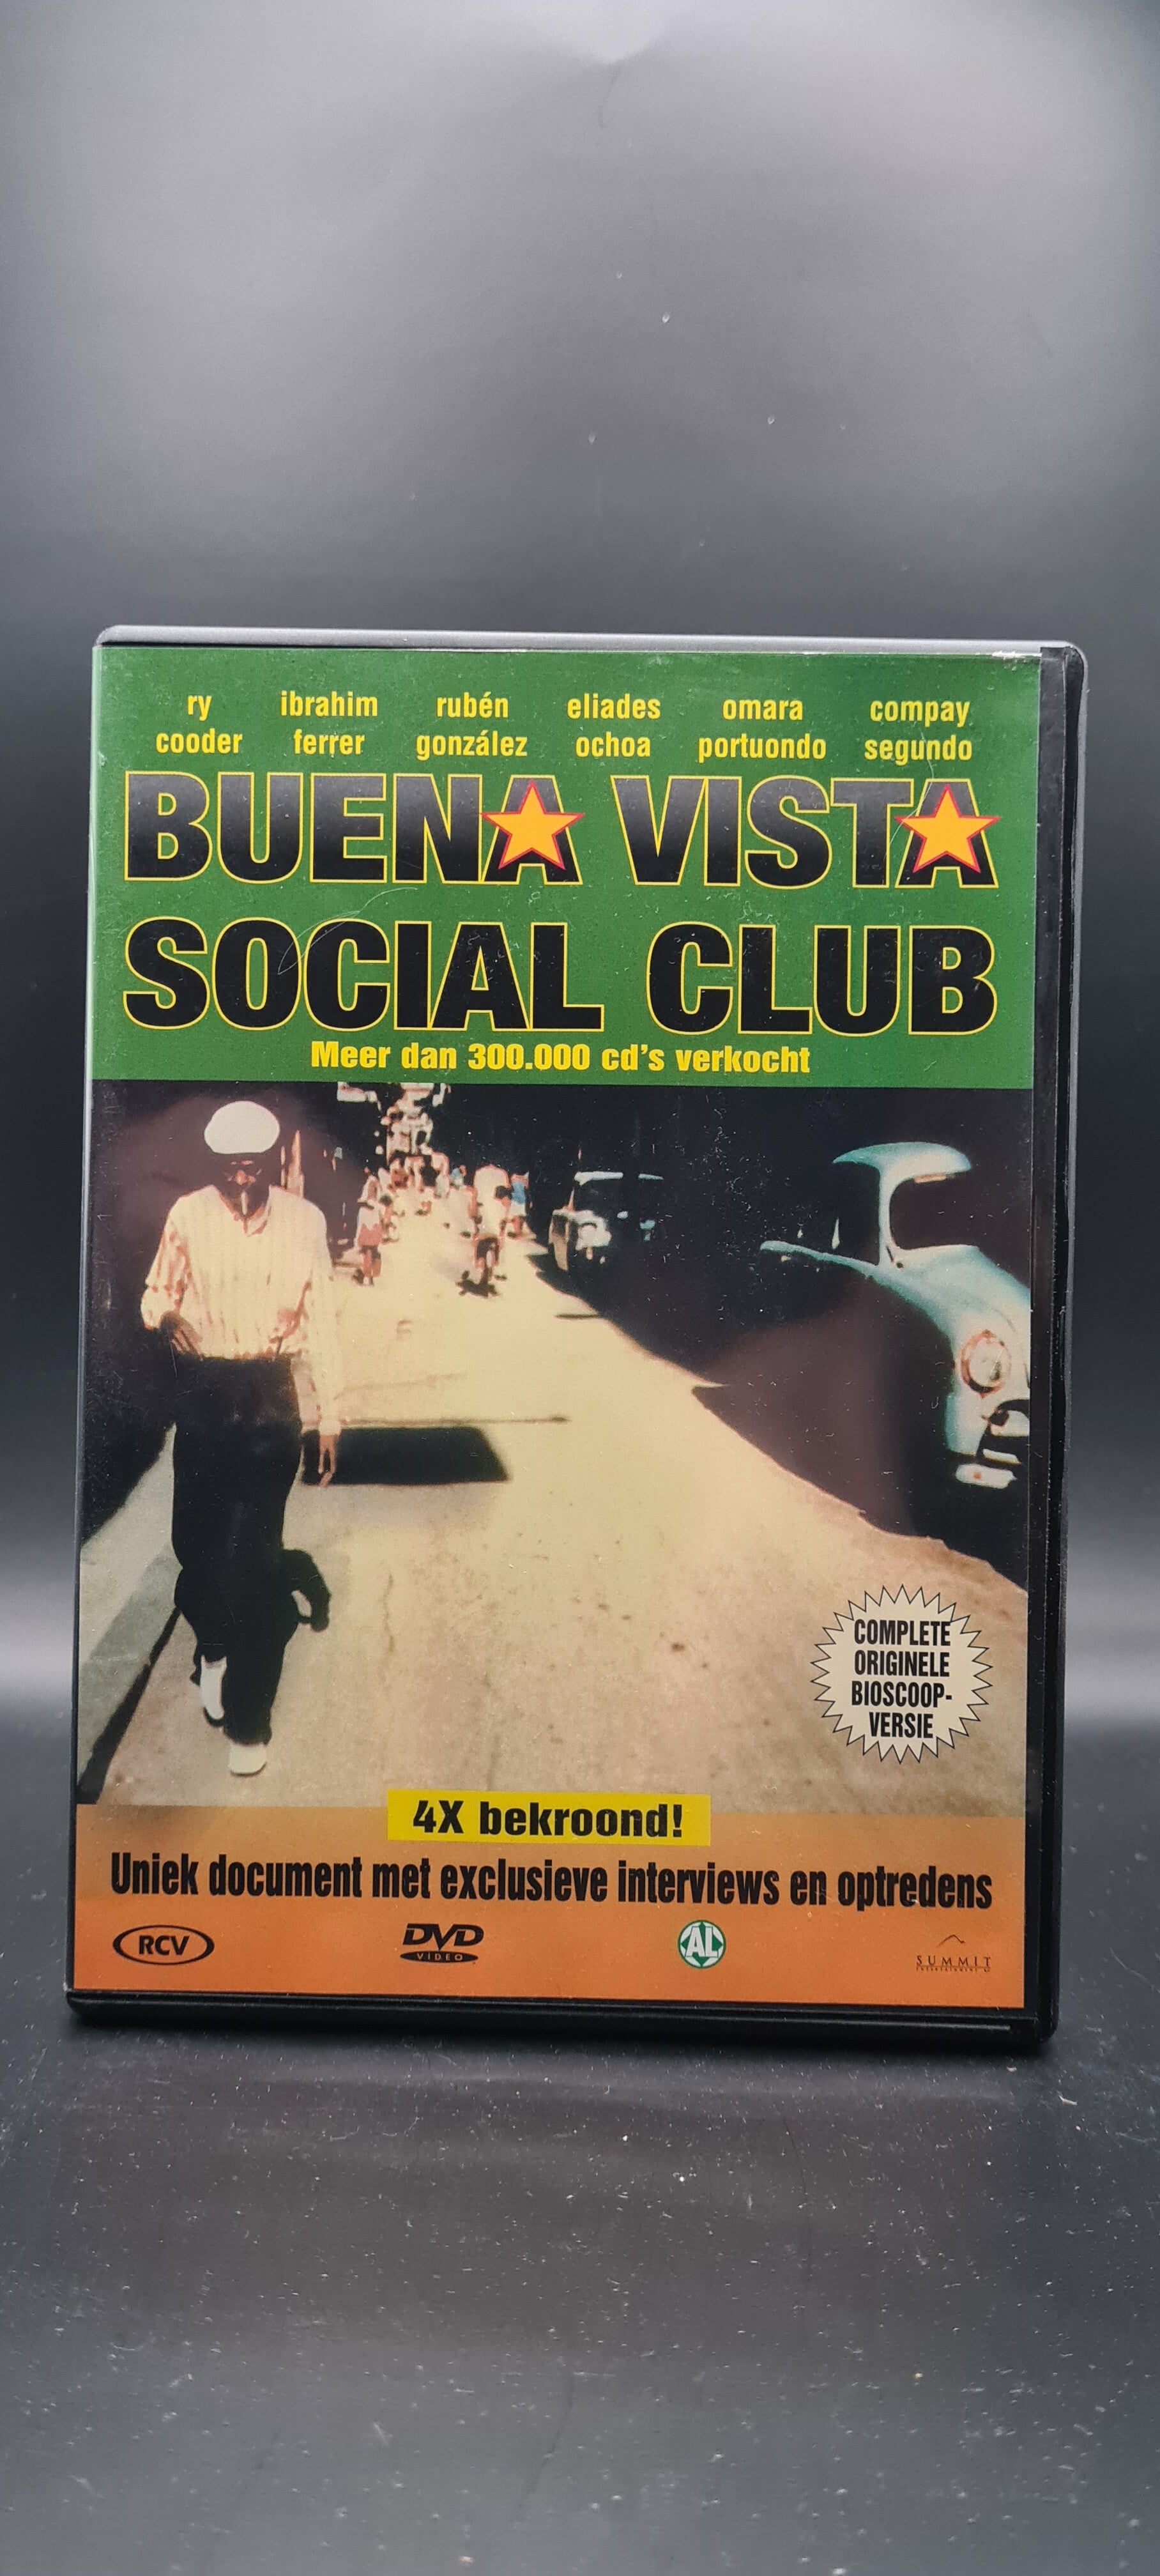 ry ibrahim rubén eliades omara compay
cooder ferrer gonzález ochoa portuondo segundo
BUENA VISTA
SOCIAL CLUB
Meer dan 300.000 cd's verkocht
COMPLETE
ORIGINELE
BIOSCOOP-
VERSIE
4X bekroond!
Uniek document met exclusieve interviews en optredens
RCV DVD AL SUMMIT
VIDEO ENTERTAINMENT